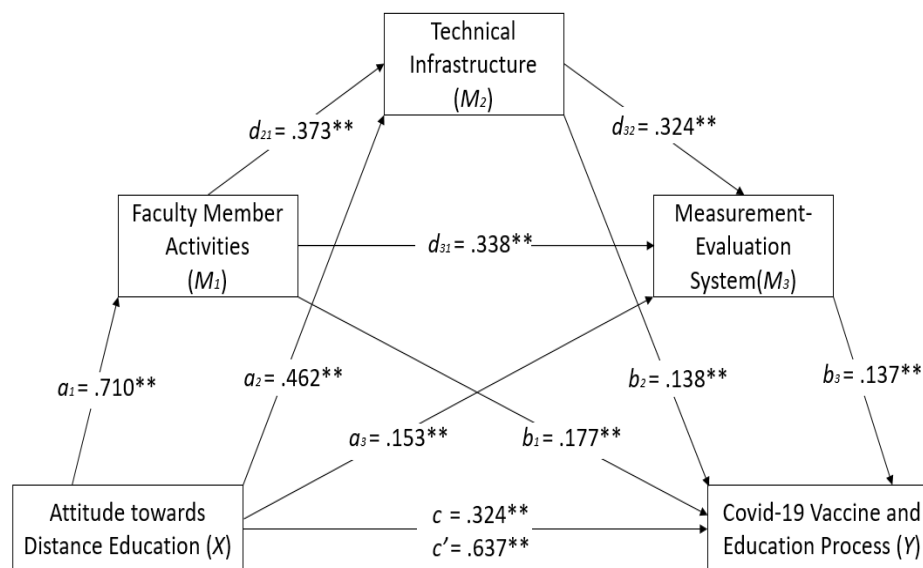 Technical
Infrastructure
(M2)
d21 = .373**
d32 = .324**
Faculty Member
Activities
(M1)
d31 = .338**
Measurement-
Evaluation
System(M3)
a1 = .710**
a2 = .462**
b2 = .138**
b3 = .137**
a3 = .153**
b1 = .177**
Attitude towards
Distance Education (X)
c = .324**
c’ = .637**
Covid-19 Vaccine and
Education Process (Y)